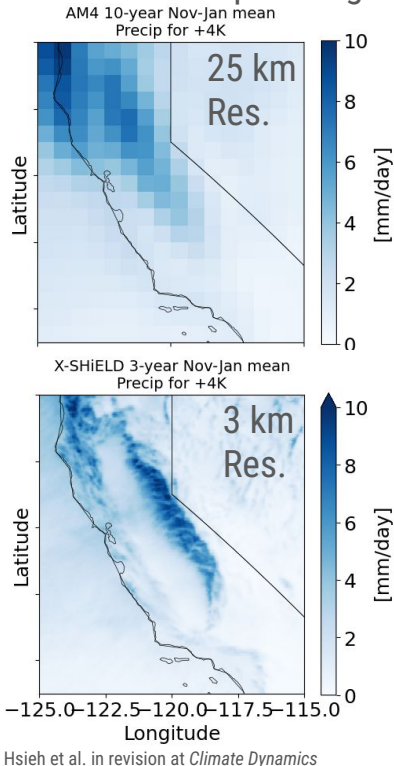 AM4 10-year Nov-Jan mean
Precip for +4K
25 km
Res.
Latitude
10
8
6
4
2
0
[mm/day]
X-SHiELD 3-year Nov-Jan mean
Precip for +4K
3 km
Res.
Latitude
10
8
6
4
2
0
[mm/day]
−125.0 −122.5 −120.0 −117.5 −115.0
Longitude
Hsieh et al. in revision at Climate Dynamics